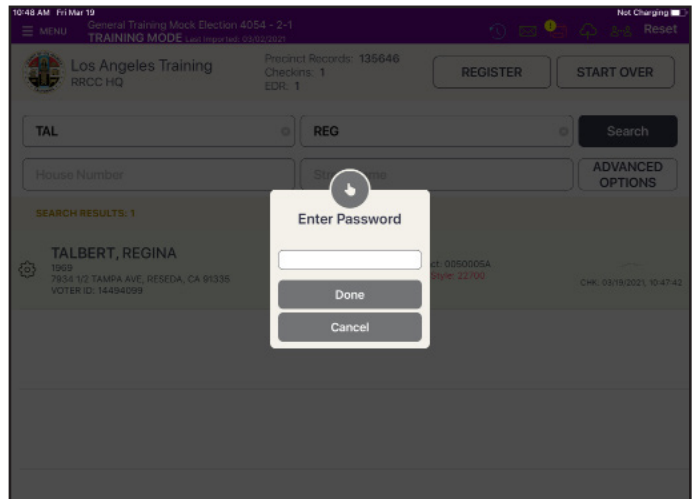 10:48 AM Fri Mar 19
Not Charging
MENU
General Training Mock Election 4054 - 2-1
TRAINING MODE Last Imported: 03/02/2021
1
Reset
Los Angeles Training
RRCC HQ
Precinct Records: 135646
Checkins: 1
EDR: 1
REGISTER
START OVER
TAL
REG
Search
House Number
ADVANCED
OPTIONS
SEARCH RESULTS: 1
Enter Password
Done
Cancel
TALBERT, REGINA
1969
7934 1/2 TAMPA AVE, RESEDA, CA 91335
VOTER ID: 14494099
ct: 0050005A
Style: 22700
CHK, 03/19/2021, 10:47:42